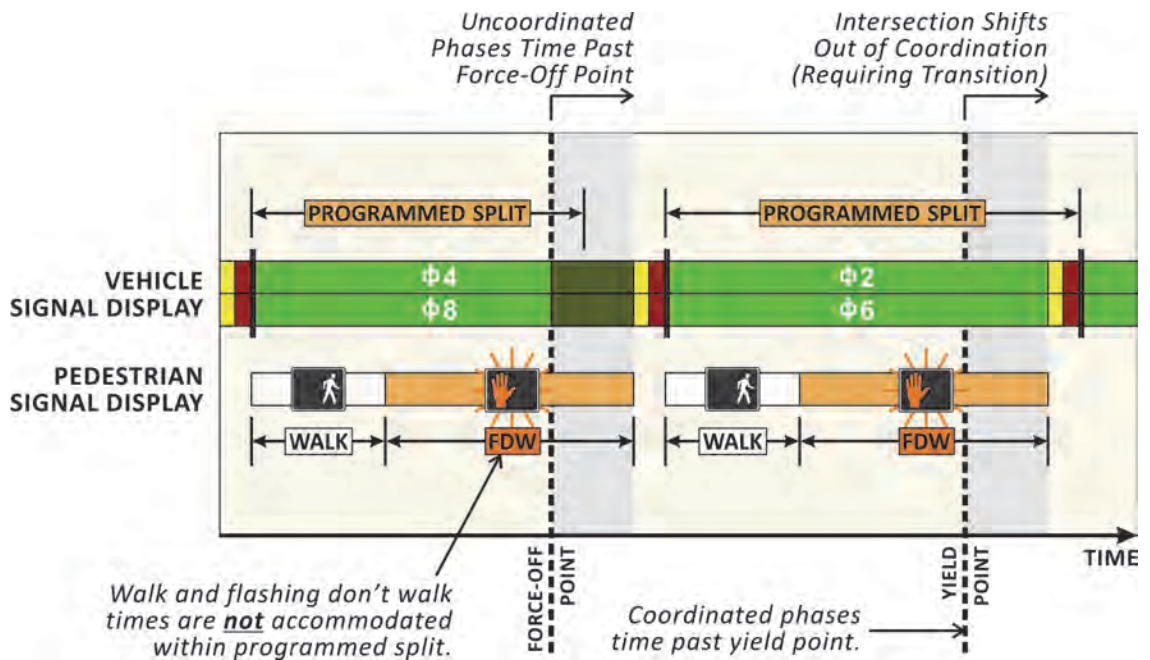 Uncoordinated
Phases Time Past
Force-Off Point
Intersection Shifts
Out of Coordination
(Requiring Transition)
PROGRAMMED SPLIT
PROGRAMMED SPLIT
VEHICLE
SIGNAL DISPLAY
Φ4
Φ8
Φ2
Φ6
PEDESTRIAN
SIGNAL DISPLAY
WALK
FDW
WALK
FDW
TIME
FORCE-OFF
POINT
YIELD
POINT
Walk and flashing don't walk
times are not accommodated
within programmed split.
Coordinated phases
time past yield point.